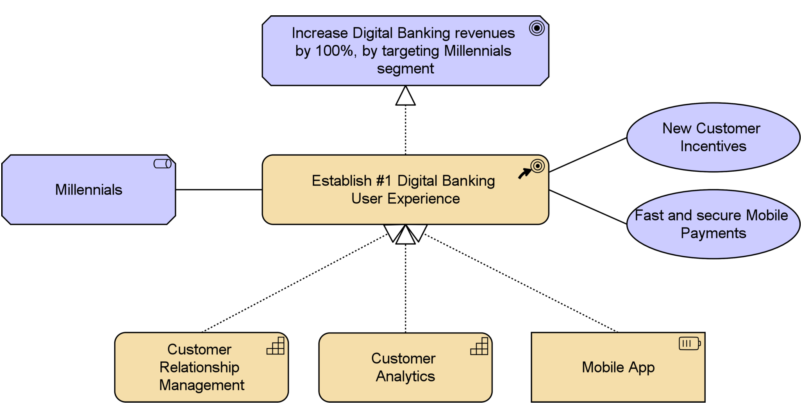 Increase Digital Banking revenues
by 100%, by targeting Millennials
segment
New Customer
Incentives
Millennials
Establish #1 Digital Banking
User Experience
Fast and secure Mobile
Payments
Customer
Relationship
Management
Customer
Analytics
Mobile App